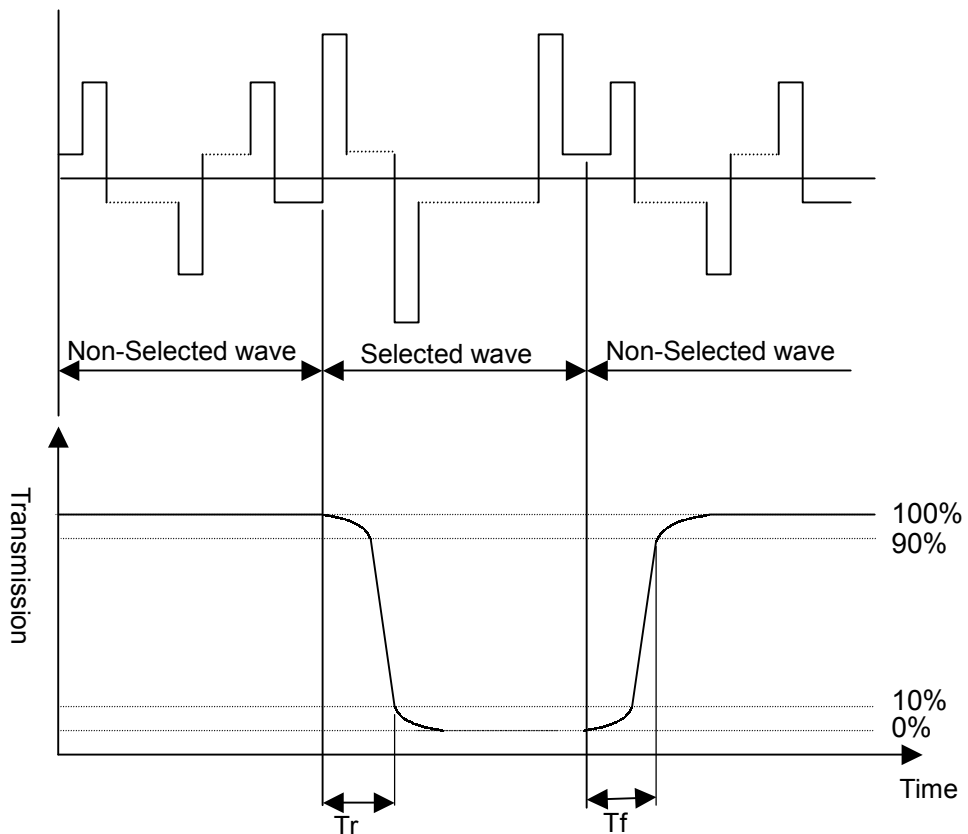 Non-Selected wave
Selected wave
Non-Selected wave
Transmission
100%
90%
10%
0%
Time
Tr
Tf